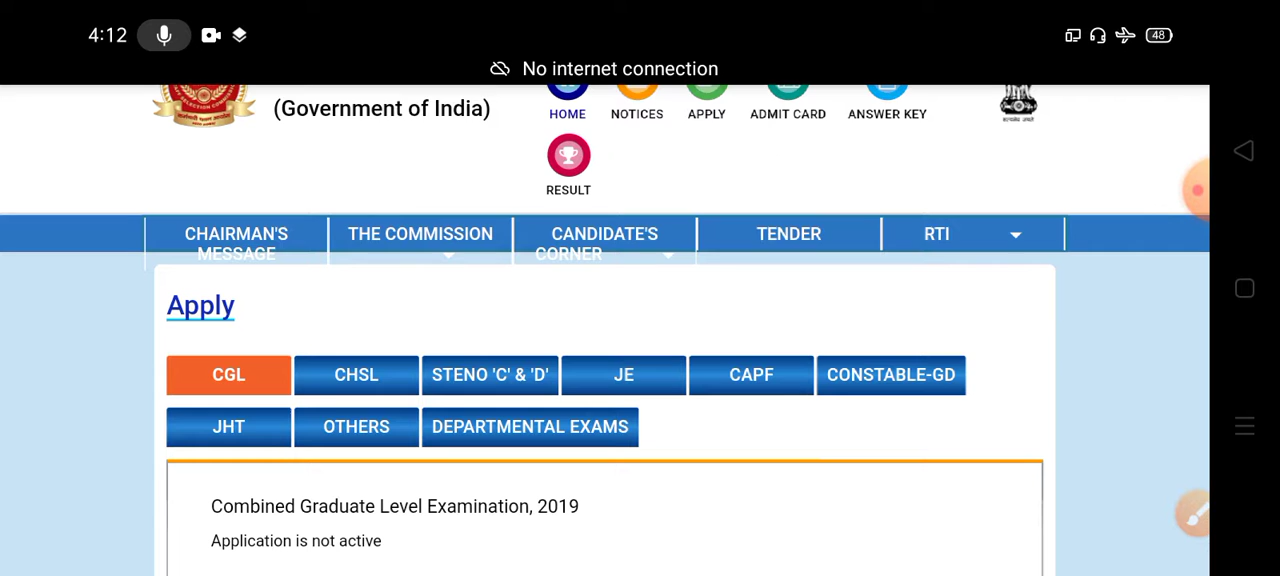 4:12
48
No internet connection
(Government of India)
HOME
NOTICES
APPLY
ADMIT CARD
ANSWER KEY
RESULT
CHAIRMAN'S
MESSAGE
THE COMMISSION
CANDIDATE'S
CORNER
TENDER
RTI
Apply
CGL
CHSL
STENO 'C' & 'D'
JE
CAPF
CONSTABLE-GD
JHT
OTHERS
DEPARTMENTAL EXAMS
Combined Graduate Level Examination, 2019
Application is not active